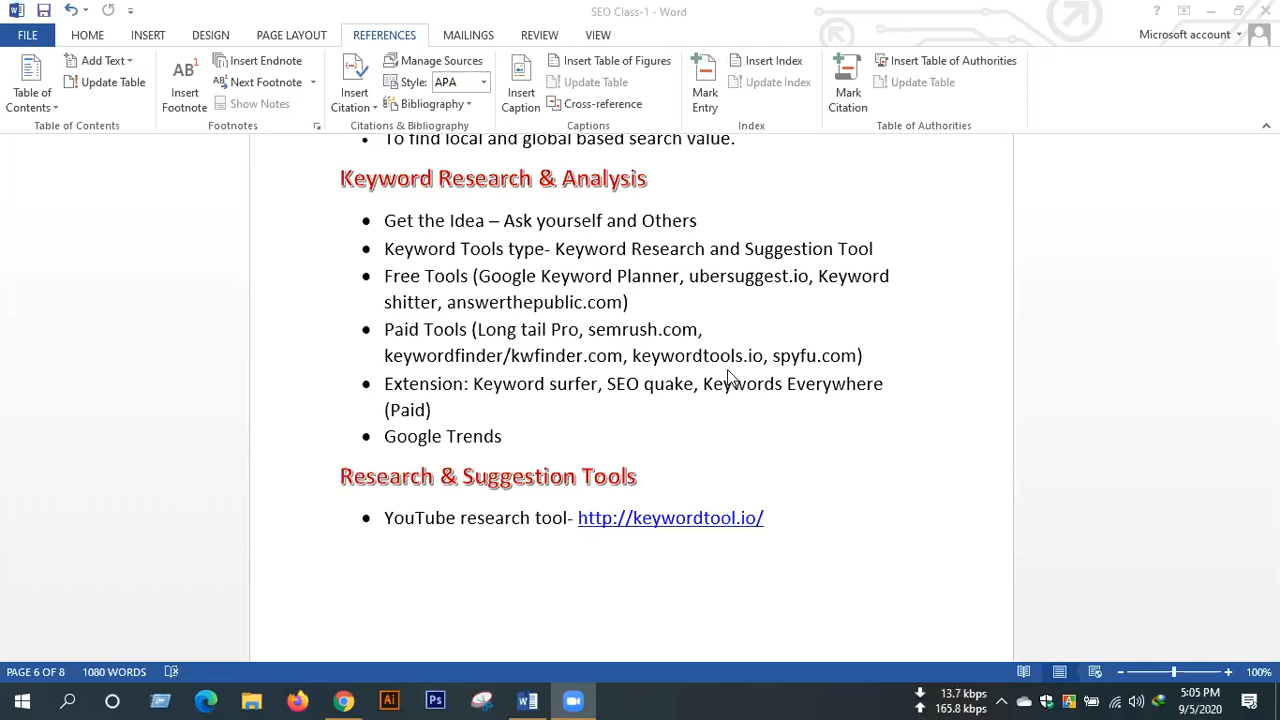 SEO Class-1 - Word
FILE HOME INSERT DESIGN PAGE LAYOUT REFERENCES MAILINGS REVIEW VIEW Microsoft account
Table of Contents
Add Text
Update Table
Table of Contents
AB1
Insert Footnote
Insert Endnote
AB1 Next Footnote
Show Notes
Footnotes
Insert Citation
Manage Sources
Style: APA
Bibliography
Citations & Bibliography
Insert Caption
Insert Table of Figures
Update Table
Cross-reference
Captions
Mark Entry
Insert Index
Update Index
Index
Mark Citation
Insert Table of Authorities
Update Table
Table of Authorities
• To find local and global based search value.
Keyword Research & Analysis
• Get the Idea – Ask yourself and Others
• Keyword Tools type- Keyword Research and Suggestion Tool
• Free Tools (Google Keyword Planner, ubersuggest.io, Keyword
shitter, answerthepublic.com)
• Paid Tools (Long tail Pro, semrush.com,
keywordfinder/kwfinder.com, keywordtools.io, spyfu.com)
• Extension: Keyword surfer, SEO quake, Keywords Everywhere
(Paid)
• Google Trends
Research & Suggestion Tools
• YouTube research tool- http://keywordtool.io/
PAGE 6 OF 8 1080 WORDS 100%
Ai Ps 13.7 kbps 5:05 PM
165.8 kbps 9/5/2020